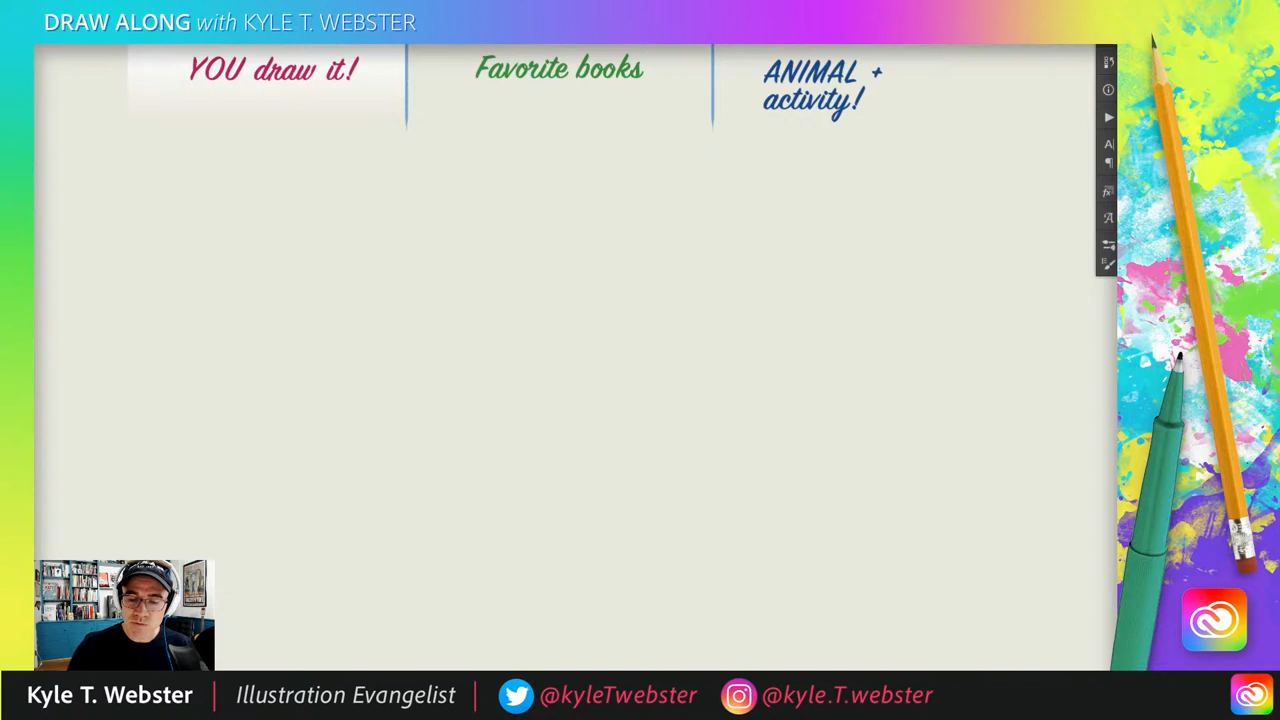 DRAW ALONG with KYLE T. WEBSTER
YOU draw it!
Favorite books
ANIMAL +
activity!
Kyle T. Webster | Illustration Evangelist | @kyleTwebster @kyle.T.webster